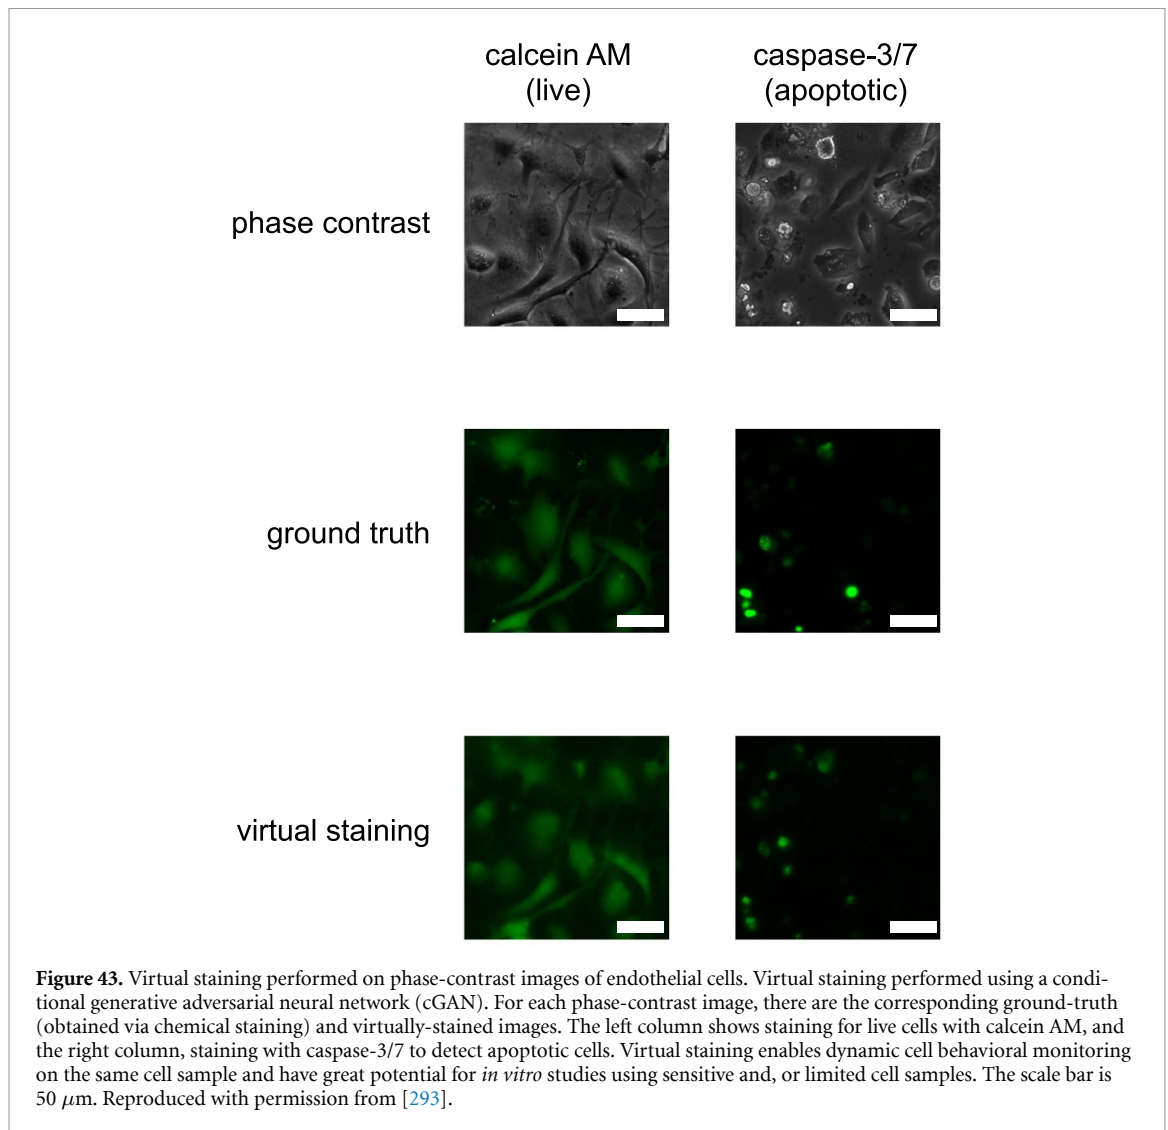 calcein AM
(live)
caspase-3/7
(apoptotic)
phase contrast
ground truth
virtual staining
Figure 43. Virtual staining performed on phase-contrast images of endothelial cells. Virtual staining performed using a condi-
tional generative adversarial neural network (cGAN). For each phase-contrast image, there are the corresponding ground-truth
(obtained via chemical staining) and virtually-stained images. The left column shows staining for live cells with calcein AM, and
the right column, staining with caspase-3/7 to detect apoptotic cells. Virtual staining enables dynamic cell behavioral monitoring
on the same cell sample and have great potential for in vitro studies using sensitive and, or limited cell samples. The scale bar is
50 μm. Reproduced with permission from [293].